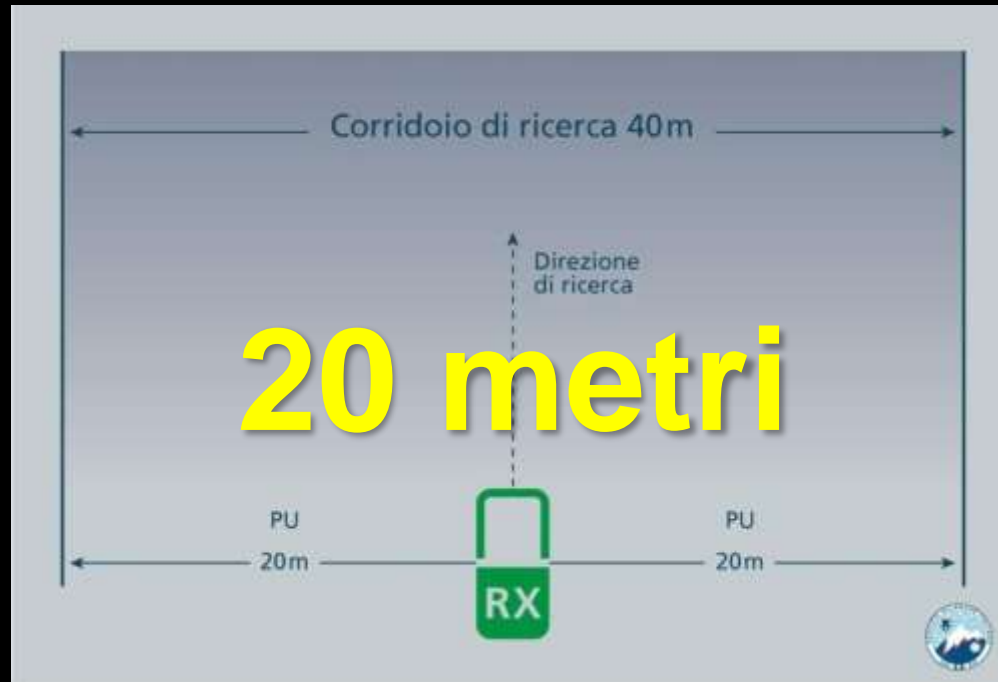 Corridoio di ricerca 40m
Direzione
di ricerca
20 metri
PU
PU
20m
20m
RX